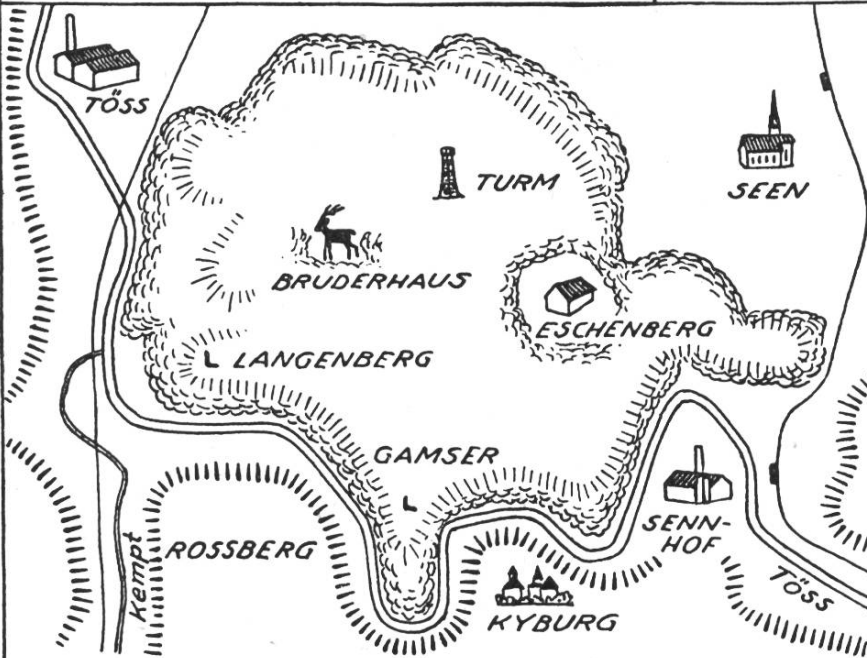 TÖSS
TURM
SEEN
BRUDERHAUS
ESCHENBERG
L LANGENBERG
GAMSER
L
ROSSBERG
SENN-
HOF
Kempt
TÖSS
KYBURG